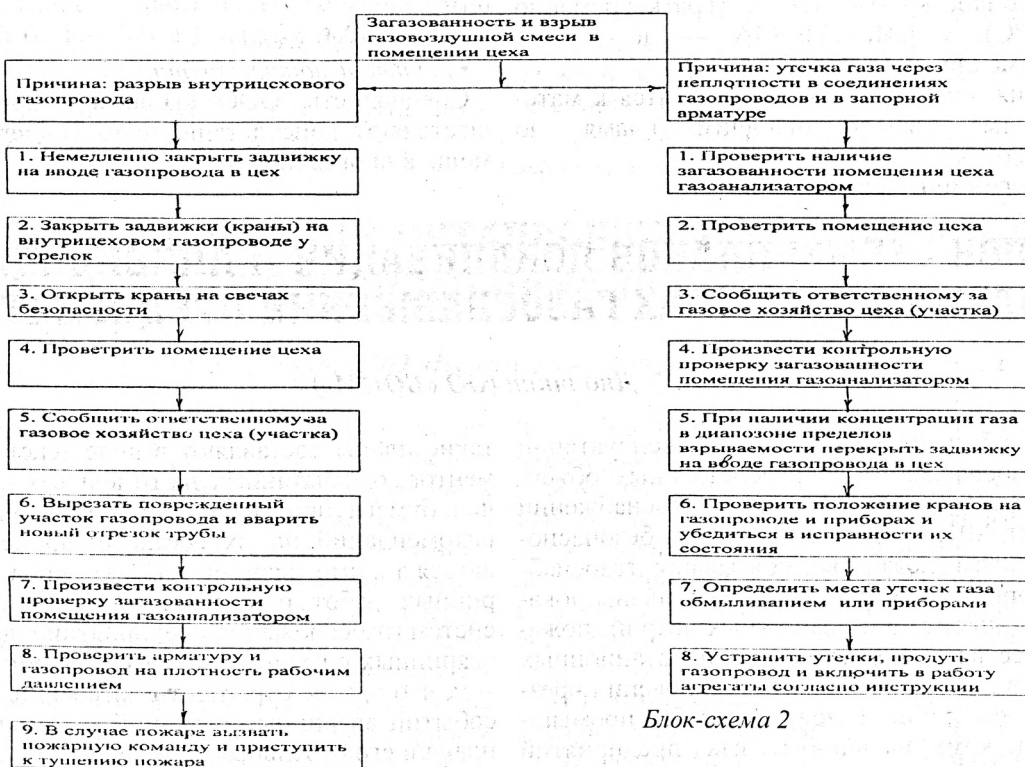 Загазованность и взрыв
газовоздушной смеси в
помещении цеха
Причина: разрыв внутрицехового
газопровода
1. Немедленно закрыть задвижку
на вводе газопровода в цех
2. Закрыть задвижки (краны) на
внутрицеховом газопроводе у
горелок
3. Открыть краны на свечах
безопасности
4. Проветрить помещение цеха
5. Сообщить ответственному за
газовое хозяйство цеха (участка)
6. Вырезать поврежденный
участок газопровода и вварить
новый отрезок трубы
7. Произвести контрольную
проверку загазованности
помещения газоанализатором
8. Проверить арматуру и
газопровод на плотность рабочим
давлением
9. В случае пожара вызвать
пожарную команду и приступить
к тушению пожара
Причина: утечка газа через
неплотности в соединениях
газопроводов и в запорной
арматуре
1. Проверить наличие
загазованности помещения цеха
газоанализатором
2. Проветрить помещение цеха
3. Сообщить ответственному за
газовое хозяйство цеха (участка)
4. Произвести контрольную
проверку загазованности
помещения газоанализатором
5. При наличии концентрации газа
в диапозоне пределов
взрываемости перекрыть задвижку
на вводе газопровода в цех
6. Проверить положение кранов на
газопроводе и приборах и
убедиться в исправности их
состояния
7. Определить места утечек газа
обмыливанием или приборами
8. Устранить утечки, продуть
газопровод и включить в работу
агрегаты согласно инструкции
Блок-схема 2